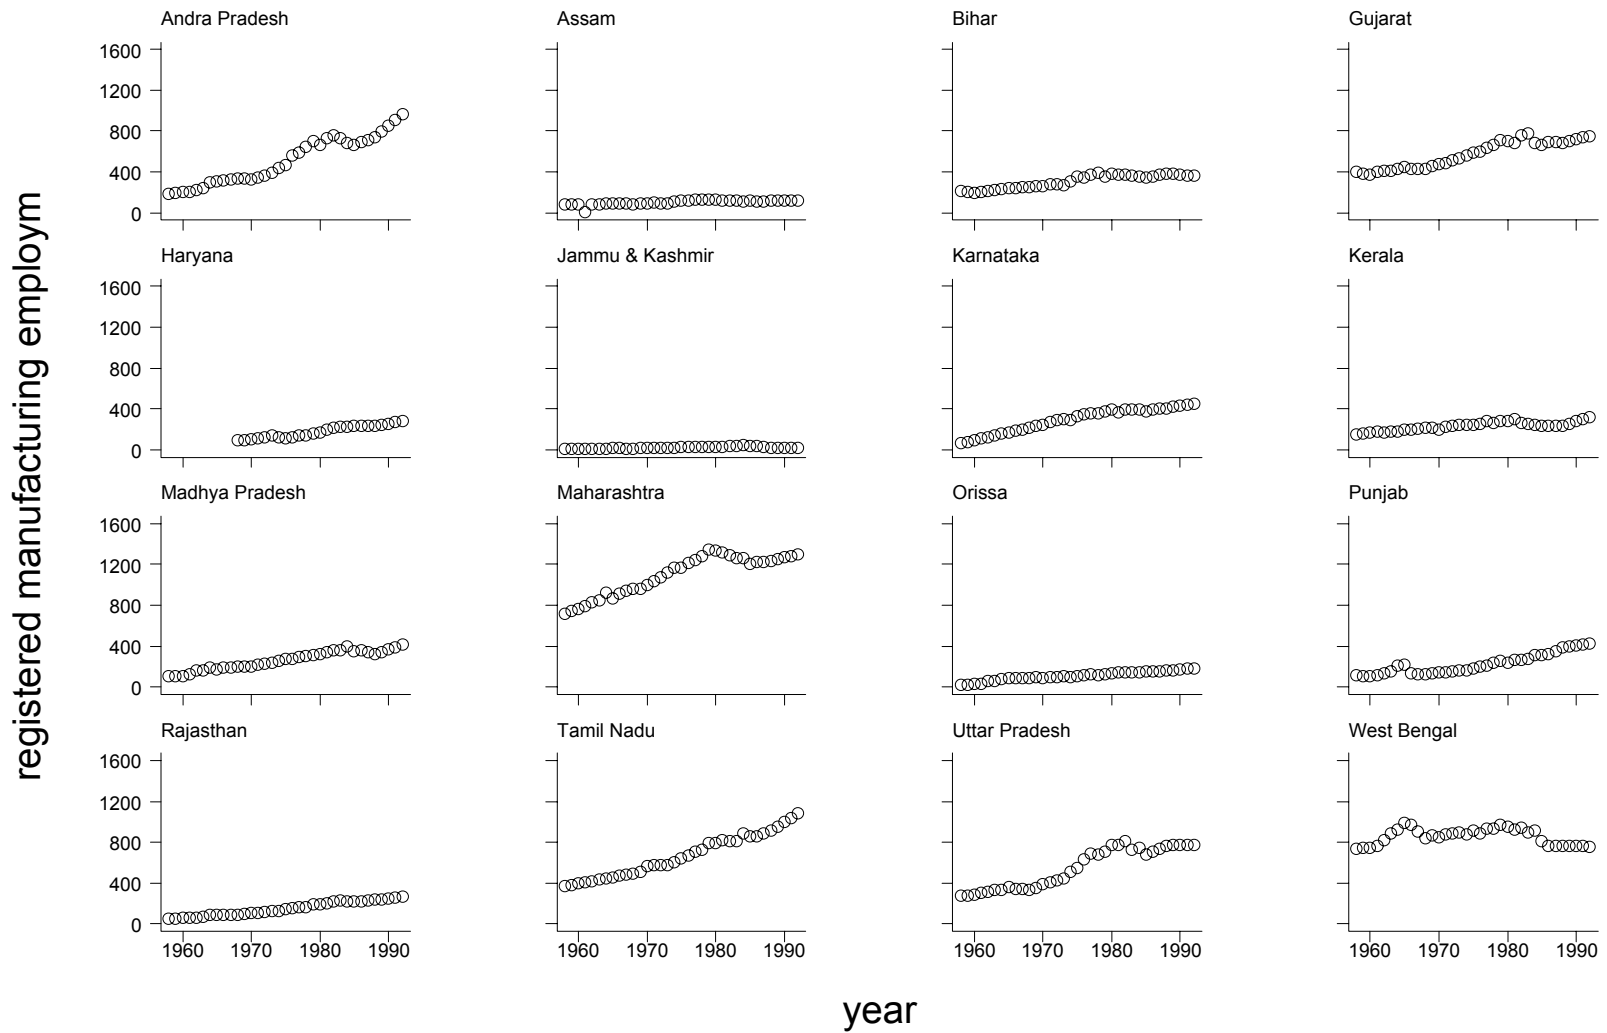 Andra Pradesh
Assam
Bihar
Gujarat
1600
1200
800
400
0
Haryana
Jammu & Kashmir
Karnataka
Kerala
1600
1200
800
400
0
Madhya Pradesh
Maharashtra
Orissa
Punjab
1600
1200
800
400
0
Rajasthan
Tamil Nadu
Uttar Pradesh
West Bengal
1600
1200
800
400
0
1960 1970 1980 1990
1960 1970 1980 1990
1960 1970 1980 1990
1960 1970 1980 1990
registered manufacturing employm
year